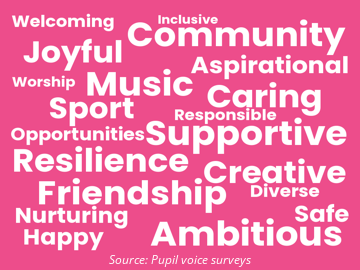 Welcoming
Inclusive
Community
Joyful
Aspirational
Worship
Music
Caring
Sport
Responsible
Opportunities
Supportive
Resilience
Creative
Friendship
Diverse
Nurturing
Safe
Happy
Ambitious
Source: Pupil voice surveys